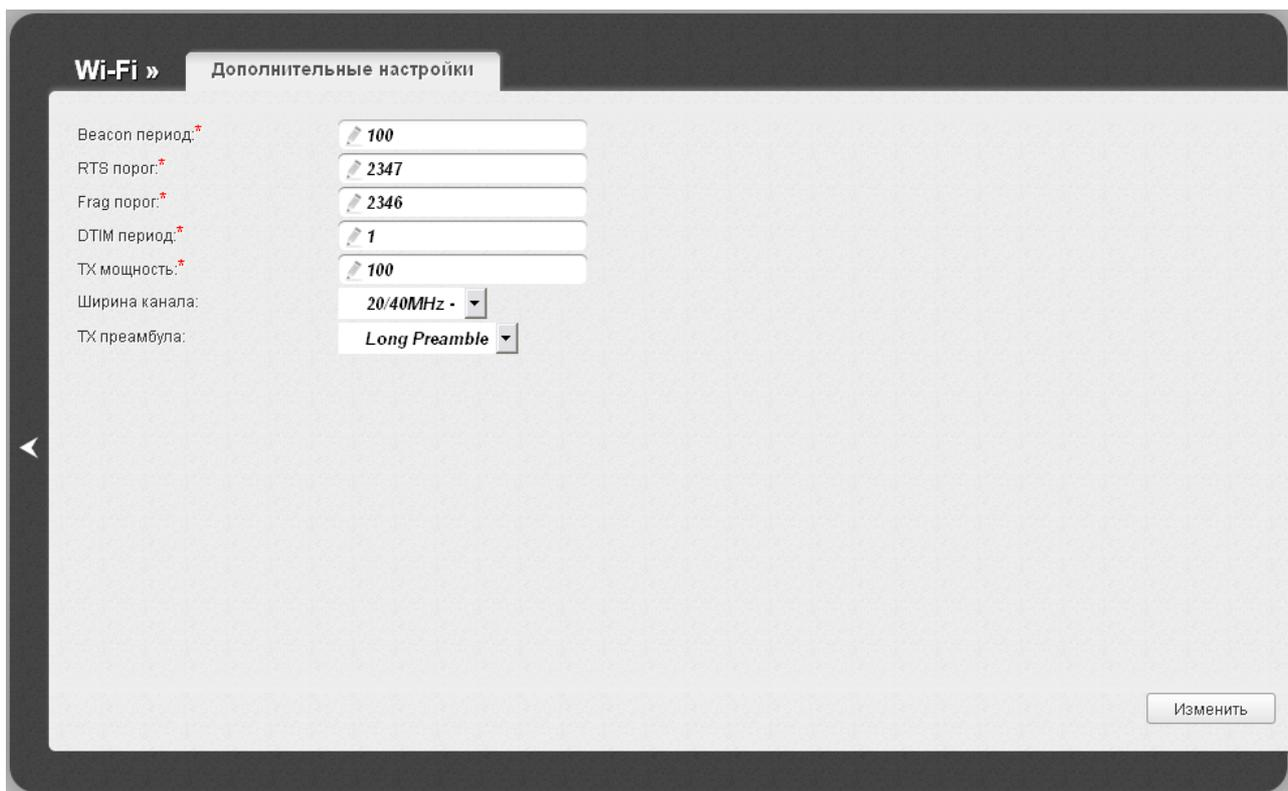 Wi-Fi » Дополнительные настройки
Beacon период:* 100
RTS порог:* 2347
Frag порог:* 2346
DTIM период:* 1
TX мощность:* 100
Ширина канала: 20/40MHz -
TX преамбула: Long Preamble
Изменить